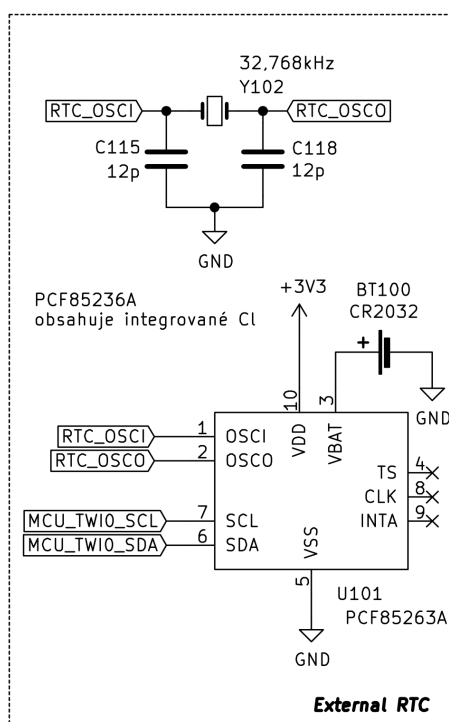 32,768kHz
Y102
RTC_OSCI
RTC_OSCO
C115
12p
C118
12p
GND
PCF85236A
obsahuje integrované Cl
+3V3
BT100
CR2032
+
GND
10
3
VDD
VBAT
RTC_OSCI 1 OSCI
RTC_OSCO 2 OSCO
TS 4
CLK 8
INTA 9
MCU_TWI0_SCL 7 SCL
MCU_TWI0_SDA 6 SDA
VSS
5
U101
PCF85263A
GND
External RTC